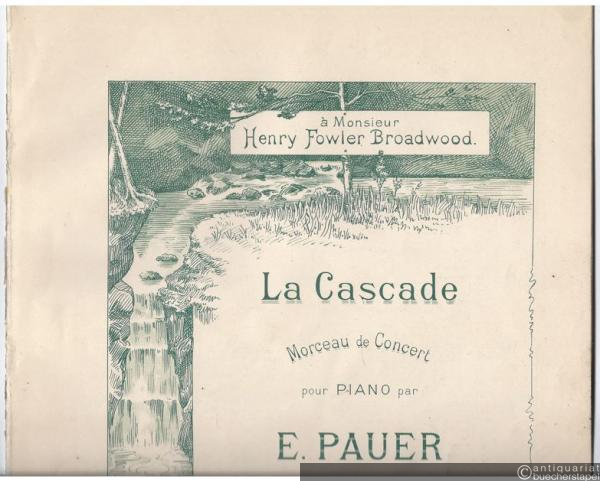 à Monsieur
Henry Fowler Broadwood.
La Cascade
Morceau de Concert
pour PIANO par
E. PAUER
© antiquariat
buecherstapel